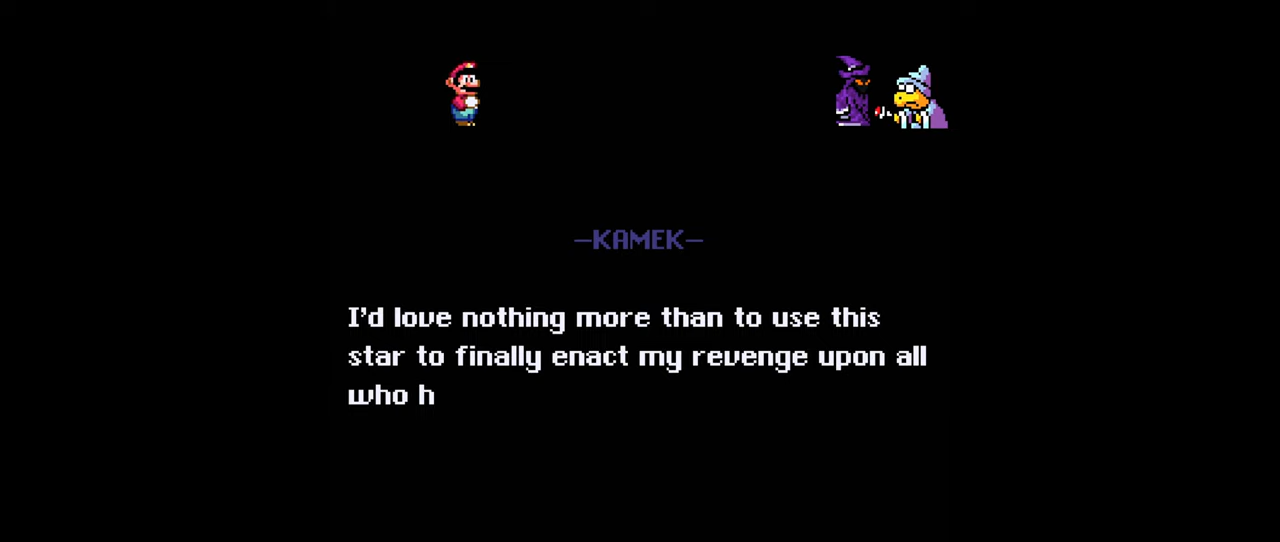 —KAMEK—
I'd love nothing more than to use this
star to finally enact my revenge upon all
who h